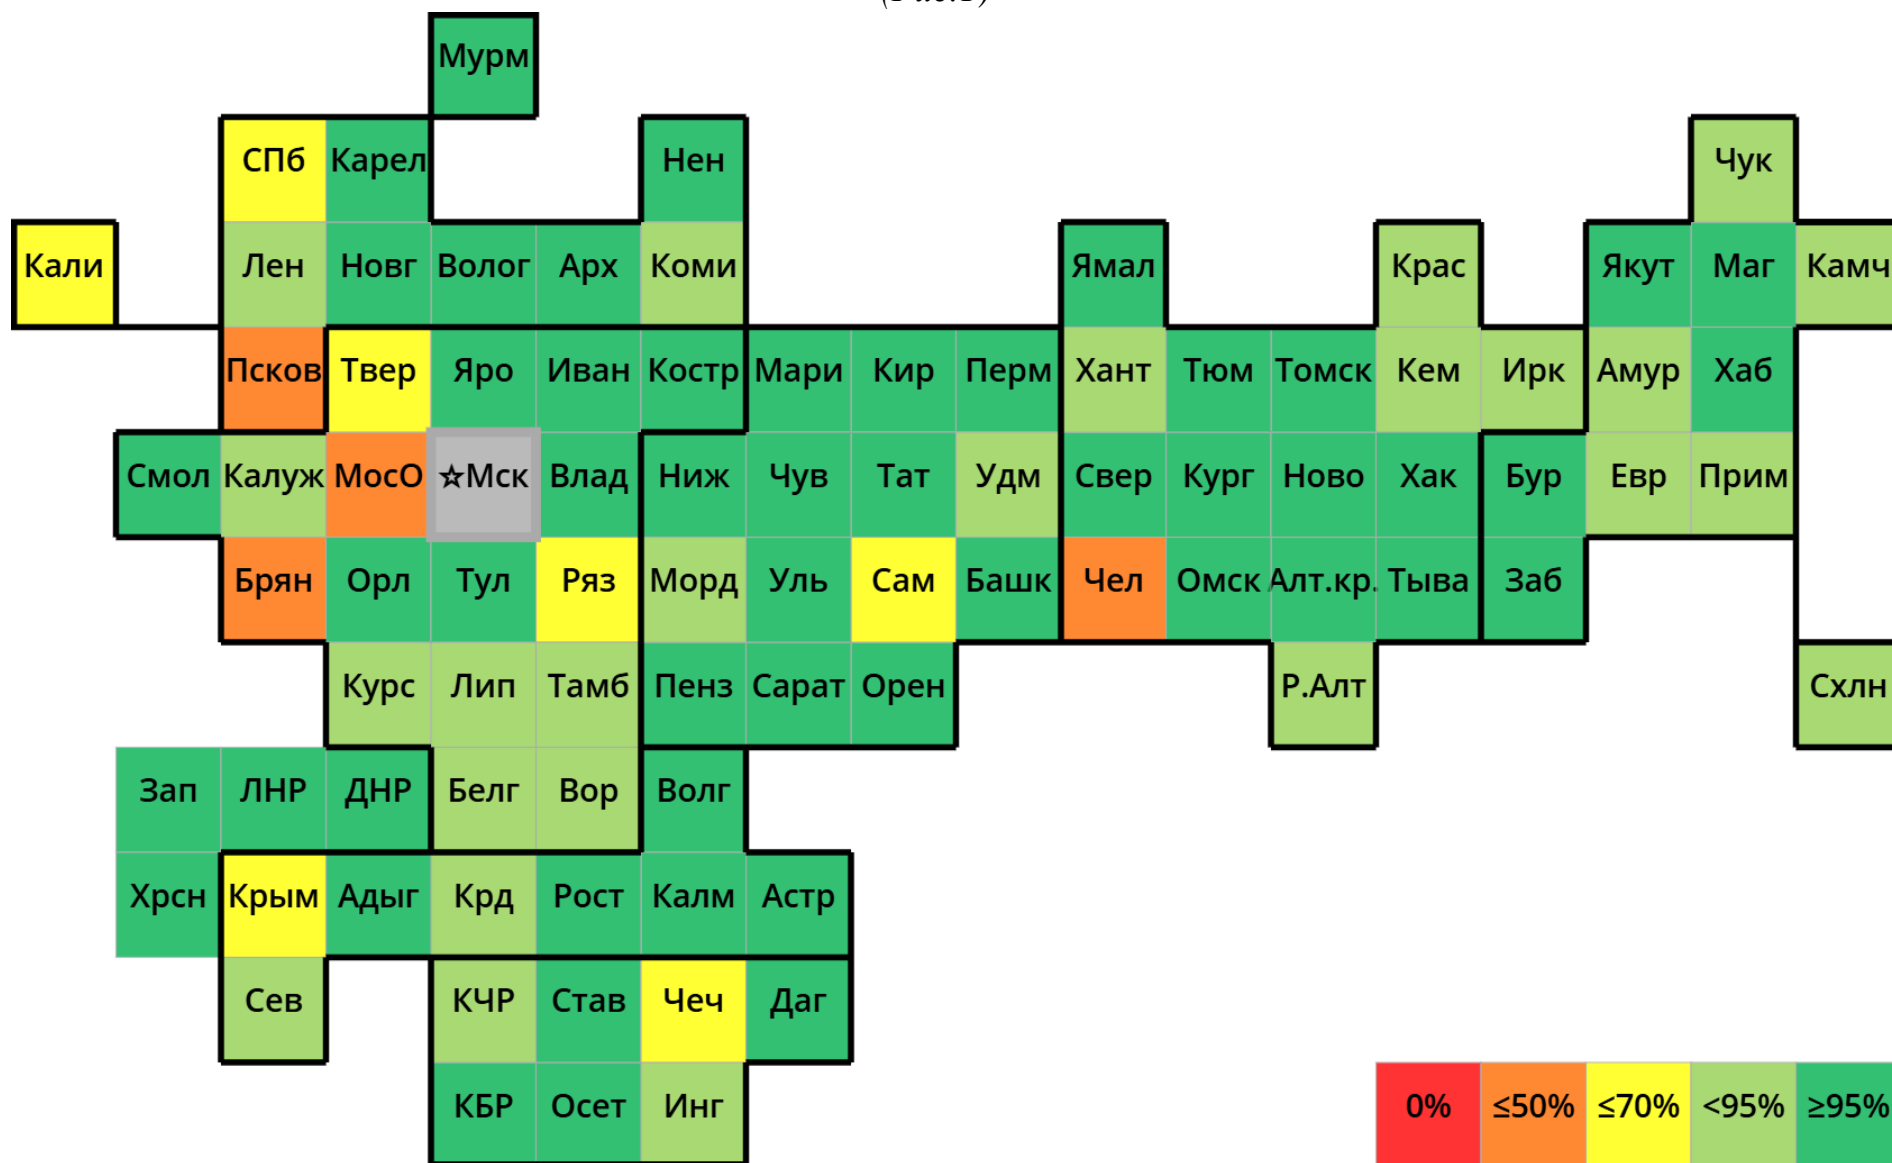 (Рис.1)
Мурм
СПб Карел Нен Чук
Кали Лен Новг Волог Арх Коми Ямал Крас Якут Маг Камч
Псков Твер Яро Иван Костр Мари Кир Перм Хант Тюм Томск Кем Ирк Амур Хаб
Смол Калуж МосО ☆Мск Влад Ниж Чув Тат Удм Свер Кург Ново Хак Бур Евр Прим
Брян Орл Тул Ряз Морд Уль Сам Башк Чел Омск Алт.кр. Тыва Заб
Курс Лип Тамб Пенз Сарат Орен Р.Алт Схлн
Зап ЛНР ДНР Белг Вор Волг
Хрсн Крым Адыг Крд Рост Калм Астр
Сев КЧР Став Чеч Даг
КБР Осет Инг 0% ≤50% ≤70% <95% ≥95%